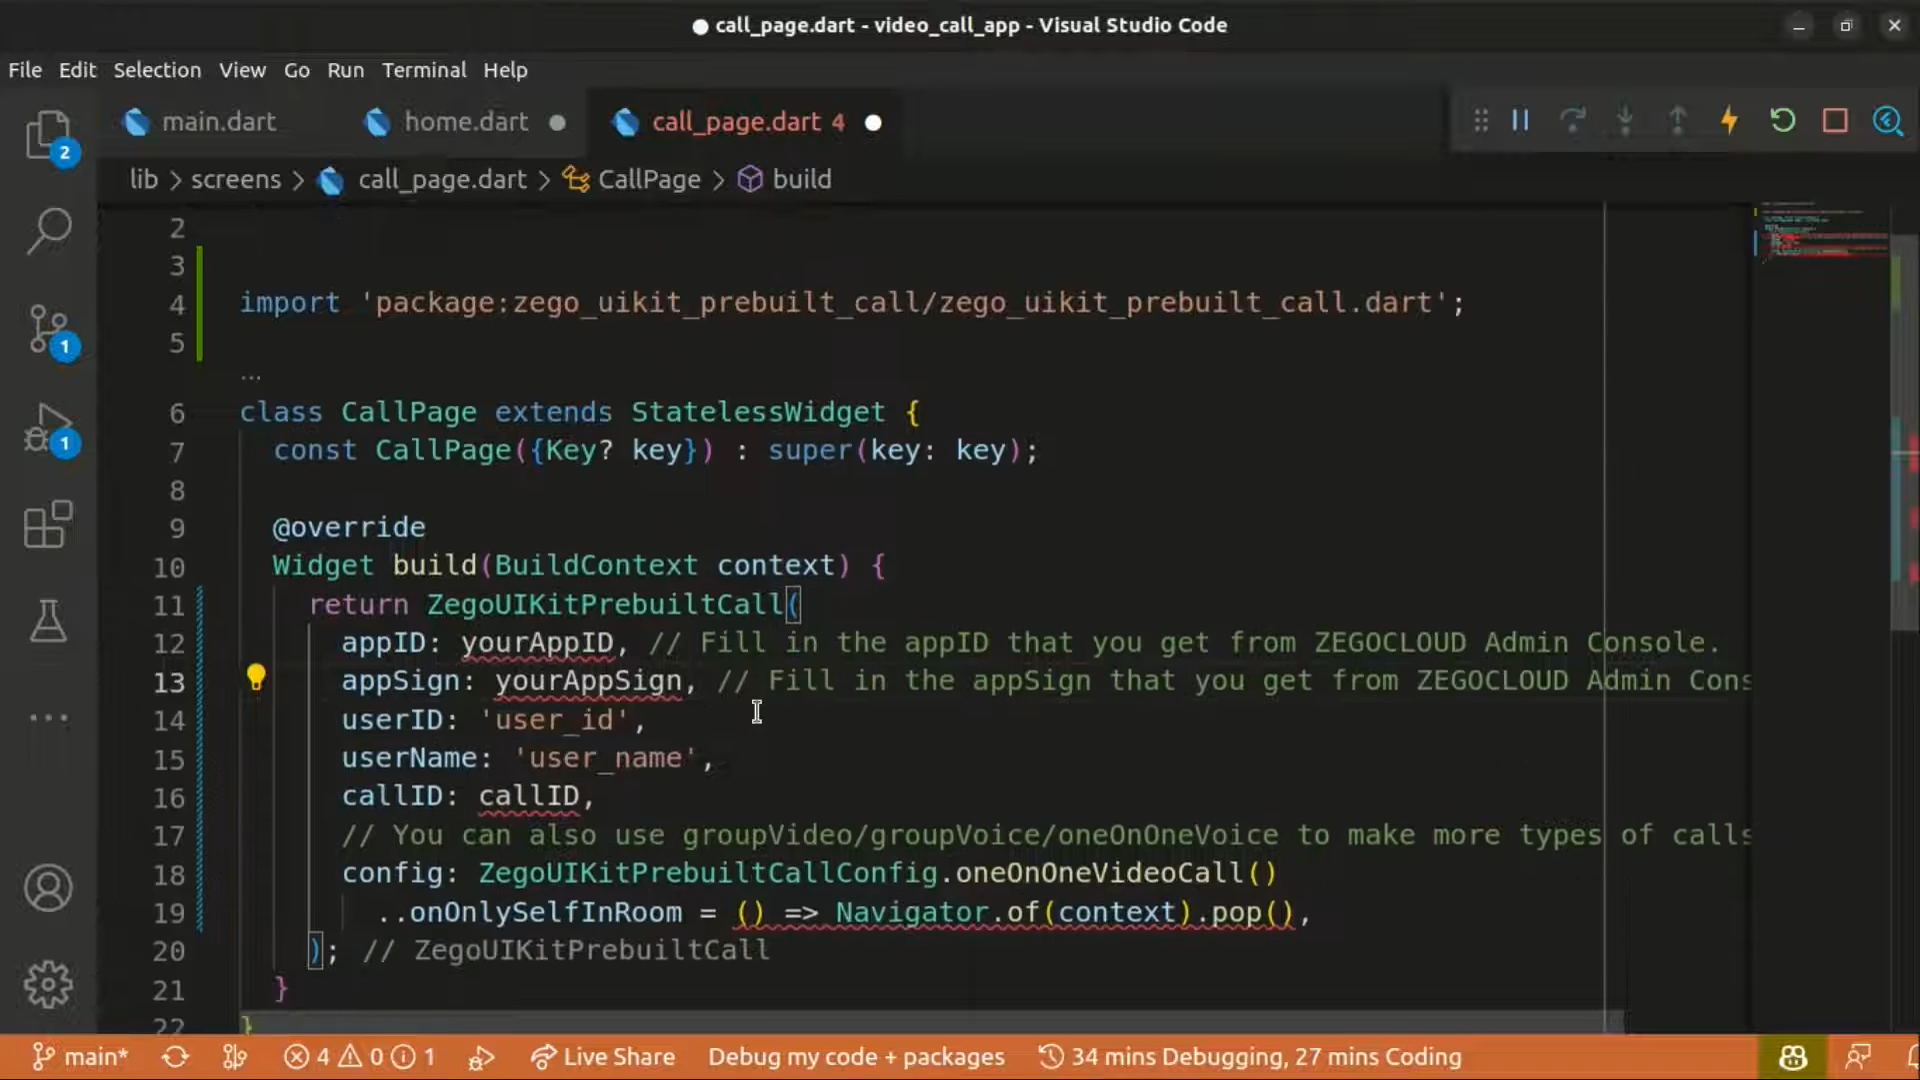 call_page.dart - video_call_app - Visual Studio Code
File Edit Selection View Go Run Terminal Help
main.dart home.dart call_page.dart 4
lib > screens > call_page.dart > CallPage > build
2
3
4 import 'package:zego_uikit_prebuilt_call/zego_uikit_prebuilt_call.dart';
5
...
6 class CallPage extends StatelessWidget {
7 const CallPage({Key? key}) : super(key: key);
8
9 @override
10 Widget build(BuildContext context) {
11 return ZegoUIKitPrebuiltCall(
12 appID: yourAppID, // Fill in the appID that you get from ZEGOCLOUD Admin Console.
13 appSign: yourAppSign, // Fill in the appSign that you get from ZEGOCLOUD Admin Cons
14 userID: 'user_id',
15 userName: 'user_name',
16 callID: callID,
17 // You can also use groupVideo/groupVoice/oneOnOneVoice to make more types of calls
18 config: ZegoUIKitPrebuiltCallConfig.oneOnOneVideoCall()
19 ..onOnlySelfInRoom = () => Navigator.of(context).pop(),
20 ); // ZegoUIKitPrebuiltCall
21 }
22 }
2
1
1
main* 4 0 1 Live Share Debug my code + packages 34 mins Debugging, 27 mins Coding